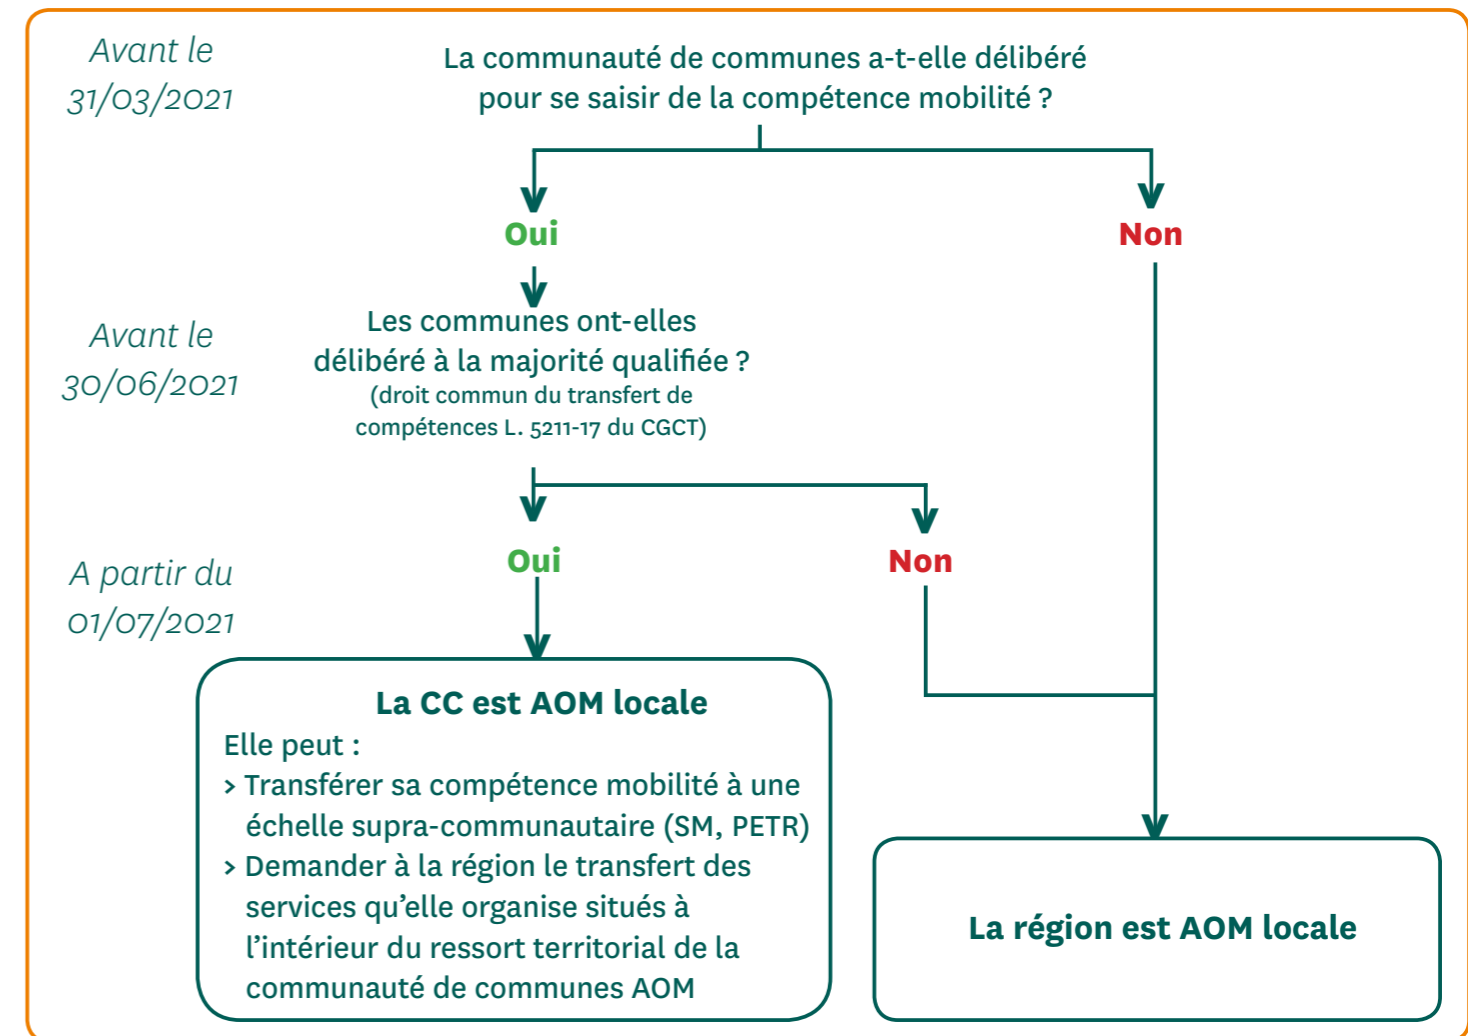 Avant le
31/03/2021
La communauté de communes a-t-elle délibéré
pour se saisir de la compétence mobilité ?
Oui
Non
Avant le
30/06/2021
Les communes ont-elles
délibéré à la majorité qualifiée ?
(droit commun du transfert de
compétences L. 5211-17 du CGCT)
Oui
Non
A partir du
01/07/2021
La CC est AOM locale
Elle peut :
> Transférer sa compétence mobilité à une
échelle supra-communautaire (SM, PETR)
> Demander à la région le transfert des
services qu’elle organise situés à
l’intérieur du ressort territorial de la
communauté de communes AOM
La région est AOM locale